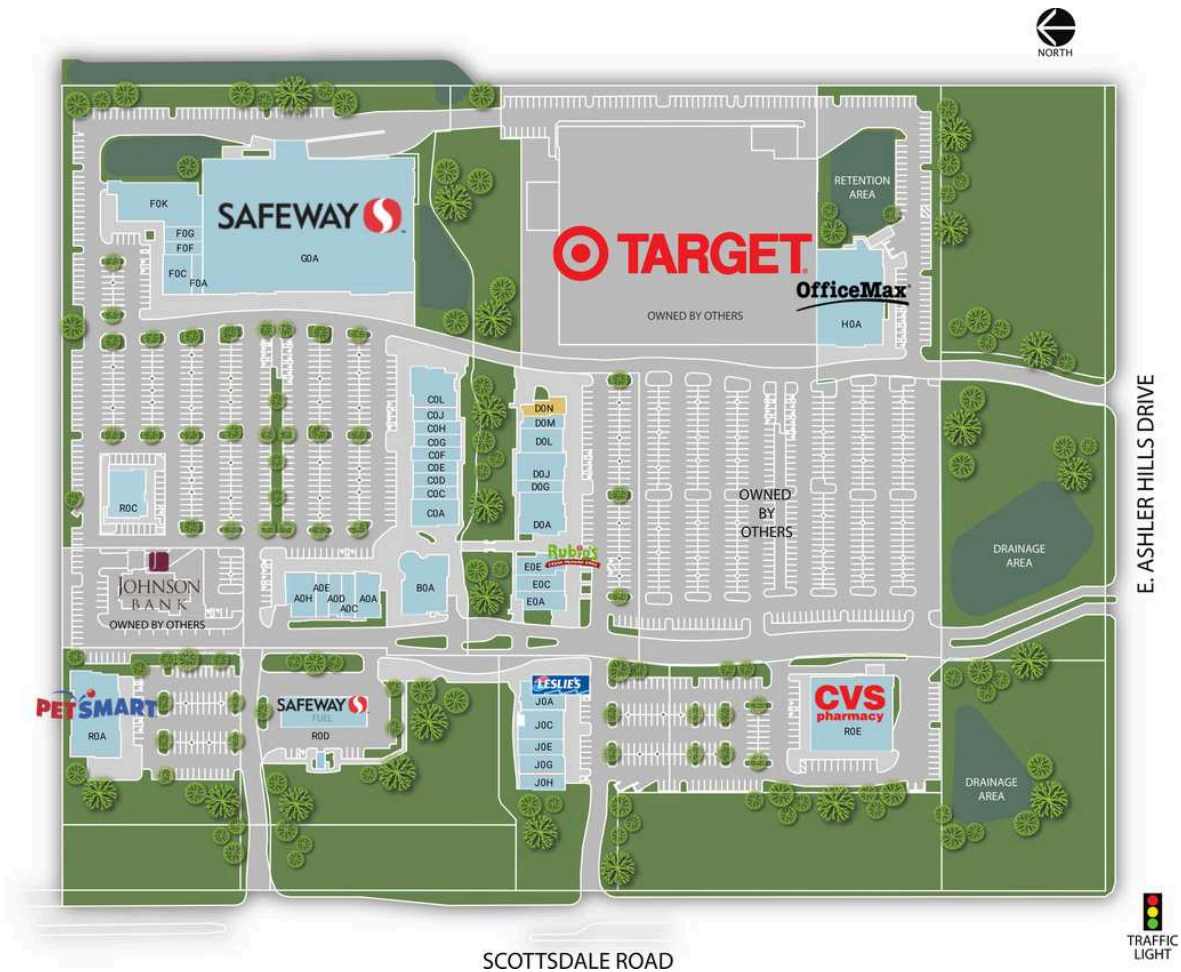 NORTH
RETENTION
AREA
F0K
SAFEWAY
F0G
F0F
G0A
F0C
F0A
TARGET
OfficeMax
OWNED BY OTHERS
H0A
C0L
C0J
C0H
C0G
C0F
C0E
C0D
C0C
C0A
D0N
D0M
D0L
D0J
D0G
D0A
R0C
OWNED
BY
OTHERS
E. ASHLER HILLS DRIVE
DRAINAGE
AREA
JOHNSON
BANK
OWNED BY OTHERS
A0H
A0E
A0D
A0C
A0A
B0A
Rubio's
E0E
E0C
E0A
PETSMART
R0A
SAFEWAY
FUEL
R0D
LESLIE'S
J0A
J0C
J0E
J0G
J0H
CVS
pharmacy
R0E
DRAINAGE
AREA
SCOTTSDALE ROAD
TRAFFIC
LIGHT